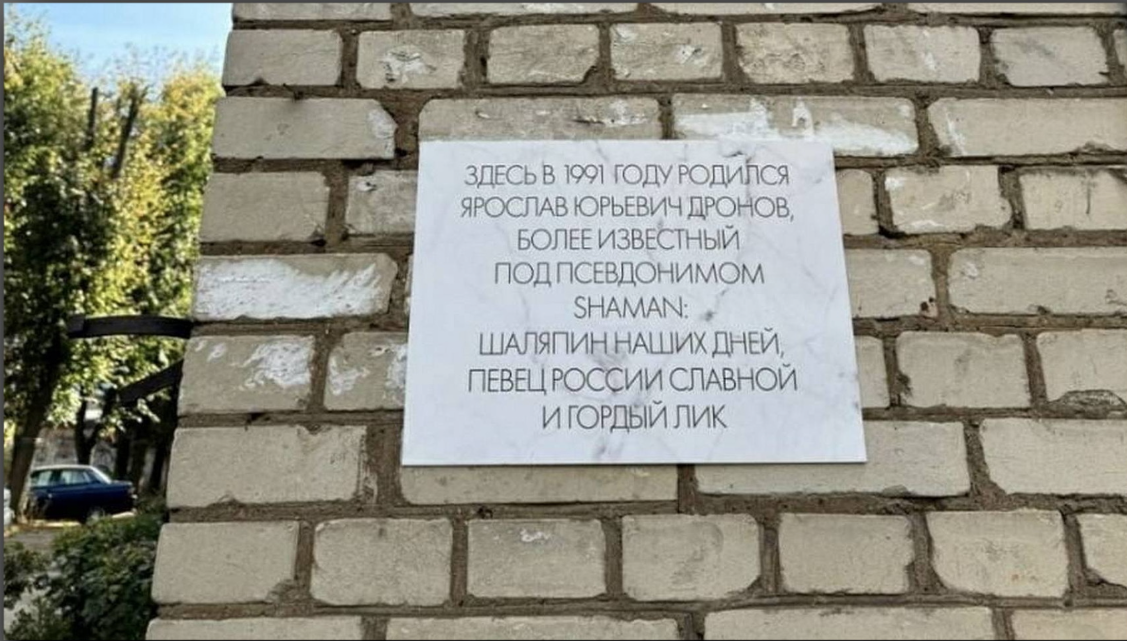 ЗДЕСЬ В 1991 ГОДУ РОДИЛСЯ
ЯРОСЛАВ ЮРЬЕВИЧ ДРОНОВ,
БОЛЕЕ ИЗВЕСТНЫЙ
ПОД ПСЕВДОНИМОМ
SHAMAN:
ШАЛЯПИН НАШИХ ДНЕЙ,
ПЕВЕЦ РОССИИ СЛАВНОЙ
И ГОРДЫЙ ЛИК